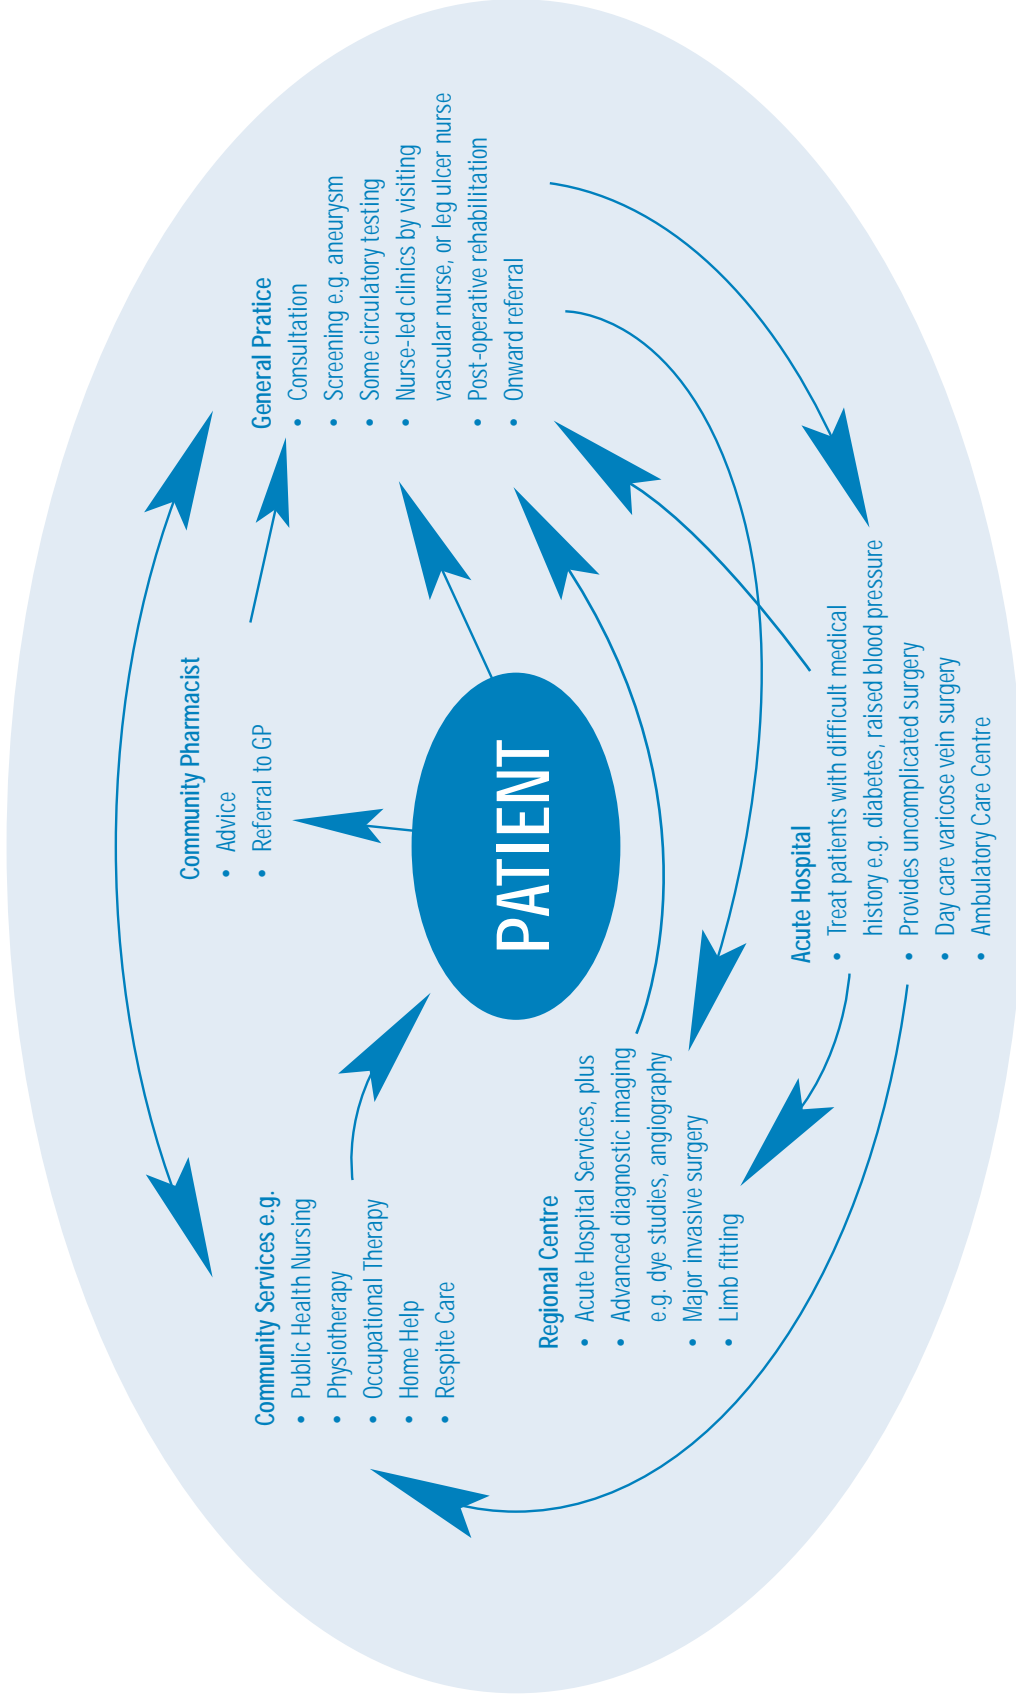 Community Pharmacist
• Advice
• Referral to GP
General Pratice
• Consultation
• Screening e.g. aneurysm
• Some circulatory testing
• Nurse-led clinics by visiting
vascular nurse, or leg ulcer nurse
• Post-operative rehabilitation
• Onward referral
Community Services e.g.
• Public Health Nursing
• Physiotherapy
• Occupational Therapy
• Home Help
• Respite Care
PATIENT
Regional Centre
• Acute Hospital Services, plus
• Advanced diagnostic imaging
e.g. dye studies, angiography
• Major invasive surgery
• Limb fitting
Acute Hospital
• Treat patients with difficult medical
history e.g. diabetes, raised blood pressure
• Provides uncomplicated surgery
• Day care varicose vein surgery
• Ambulatory Care Centre